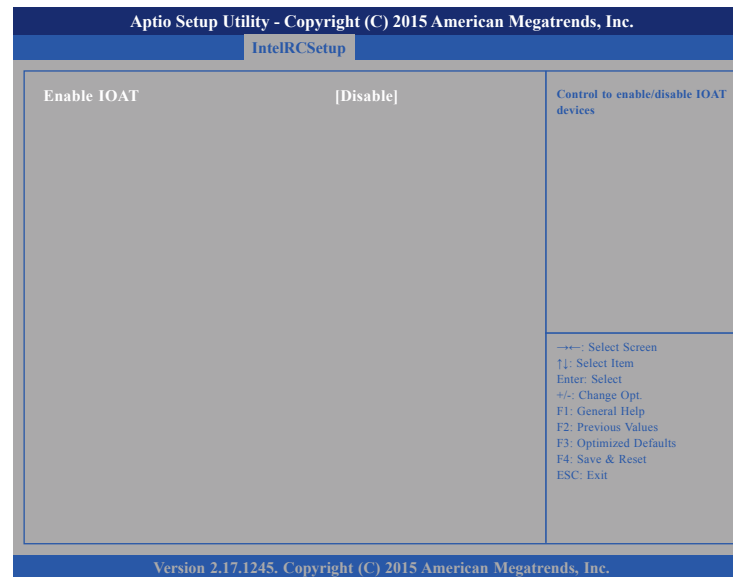 Aptio Setup Utility - Copyright (C) 2015 American Megatrends, Inc.
IntelRCSetup
Enable IOAT [Disable]
Control to enable/disable IOAT
devices
→←: Select Screen
↑↓: Select Item
Enter: Select
+/-: Change Opt.
F1: General Help
F2: Previous Values
F3: Optimized Defaults
F4: Save & Reset
ESC: Exit
Version 2.17.1245. Copyright (C) 2015 American Megatrends, Inc.